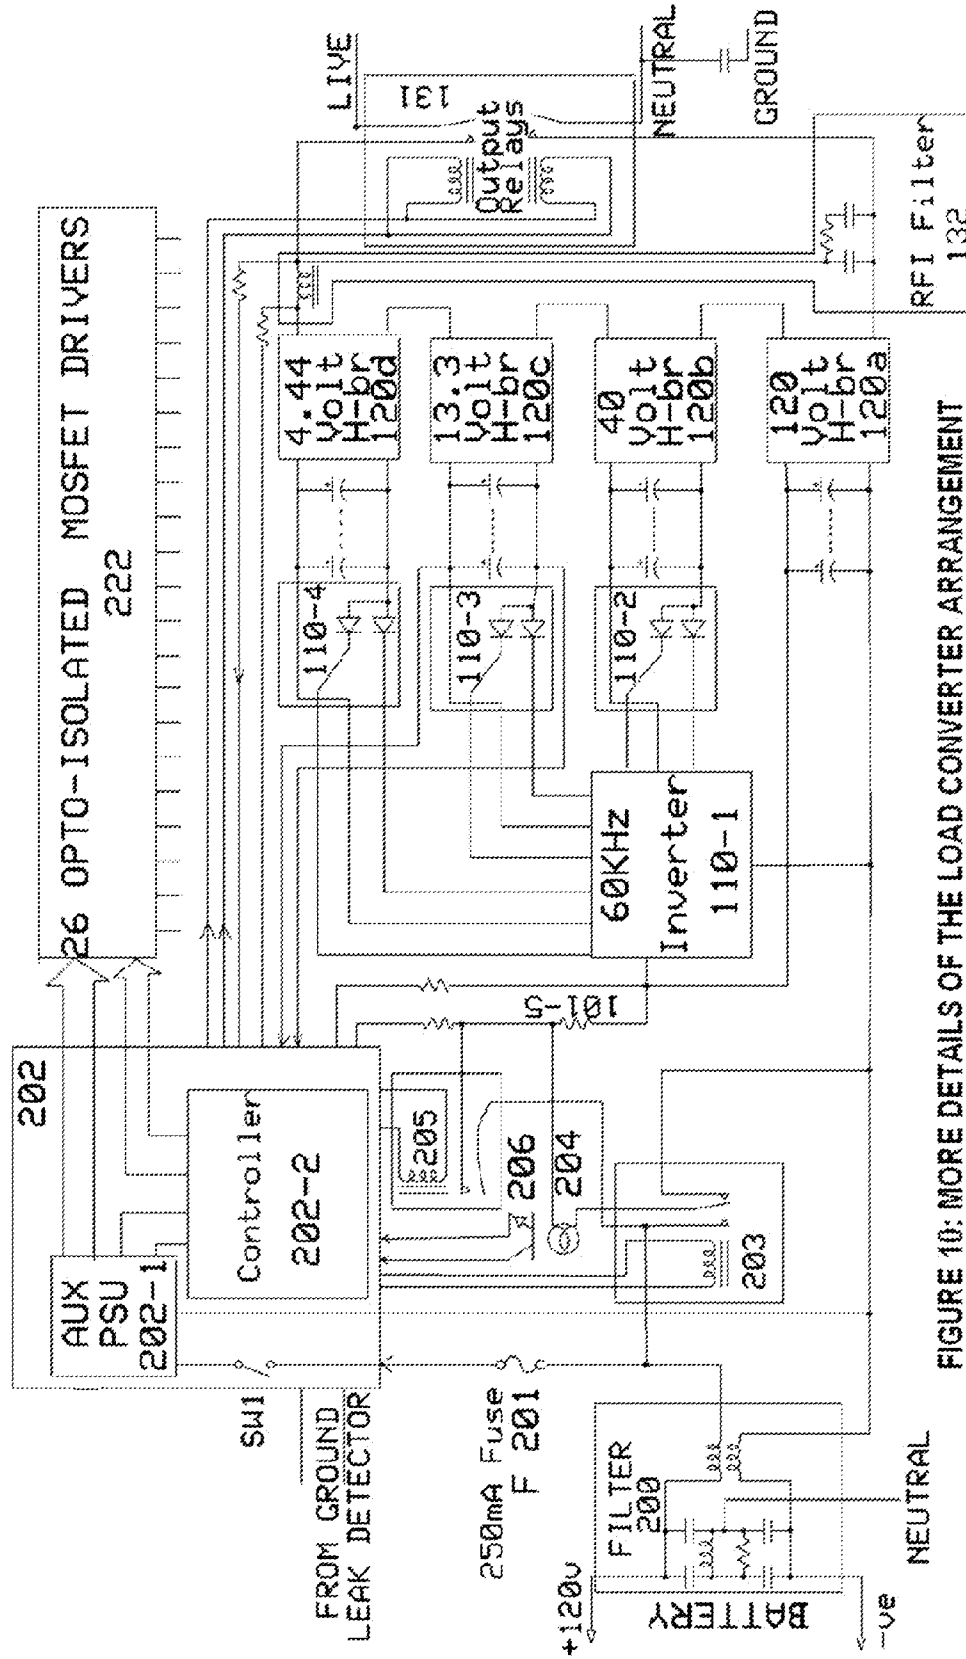 26 OPTO-ISOLATED MOSFET DRIVERS
222
202
AUX
PSU
202-1
Controller
202-2
SW1
FROM GROUND
LEAK DETECTOR
250mA Fuse
F 201
205
206
204
203
101-5
60KHz
Inverter
110-1
110-4
110-3
110-2
4.44
Volt
H-br
120d
13.3
Volt
H-br
120c
40
Volt
H-br
120b
120
Volt
H-br
120a
LIVE
131
Output
Relays
NEUTRAL
GROUND
RFI Filter
132
+120v
BATTERY
-ve
FILTER
200
NEUTRAL
FIGURE 10: MORE DETAILS OF THE LOAD CONVERTER ARRANGEMENT